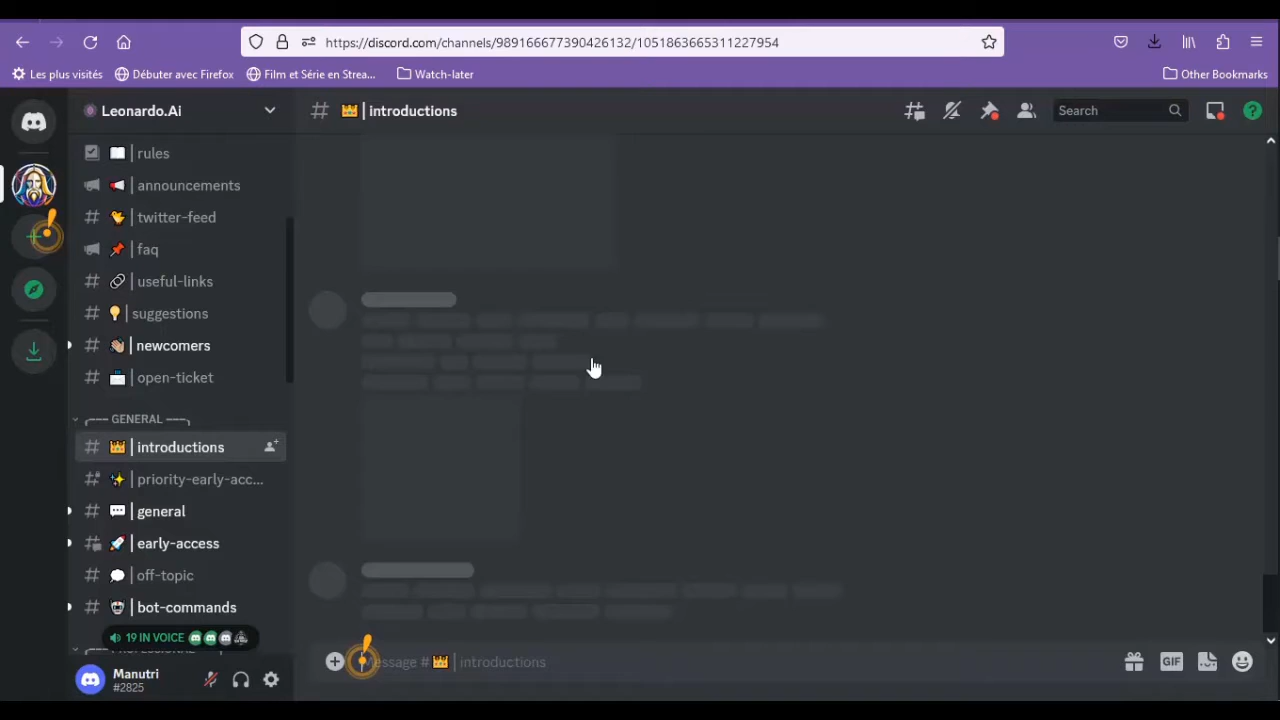 https://discord.com/channels/989166677390426132/1051863665311227954
Les plus visités
Débuter avec Firefox
Film et Série en Strea...
Watch-later
Other Bookmarks
Leonardo.Ai
# | introductions
Search
| rules
| announcements
# | twitter-feed
| faq
# | useful-links
# | suggestions
# | newcomers
# | open-ticket
GENERAL
# | introductions
# | priority-early-acc...
# | general
# | early-access
# | off-topic
# | bot-commands
19 IN VOICE
Manutri
#2825
Message # | introductions
GIF